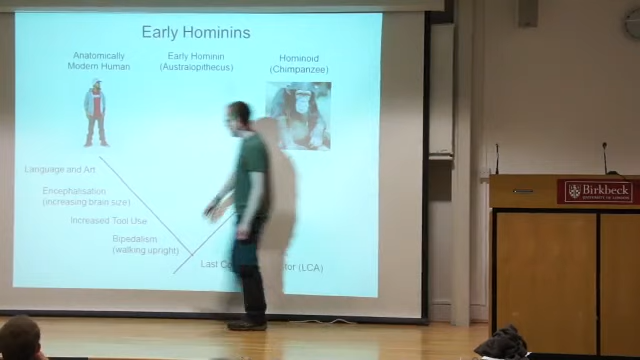 Early Hominins
Anatomically
Modern Human
Early Hominin
(Australopithecus)
Hominoid
(Chimpanzee)
Language and Art
Encephalisation
(increasing brain size)
Increased Tool Use
Bipedalism
(walking upright)
Last Co tor (LCA)
Birkbeck
UNIVERSITY OF LONDON